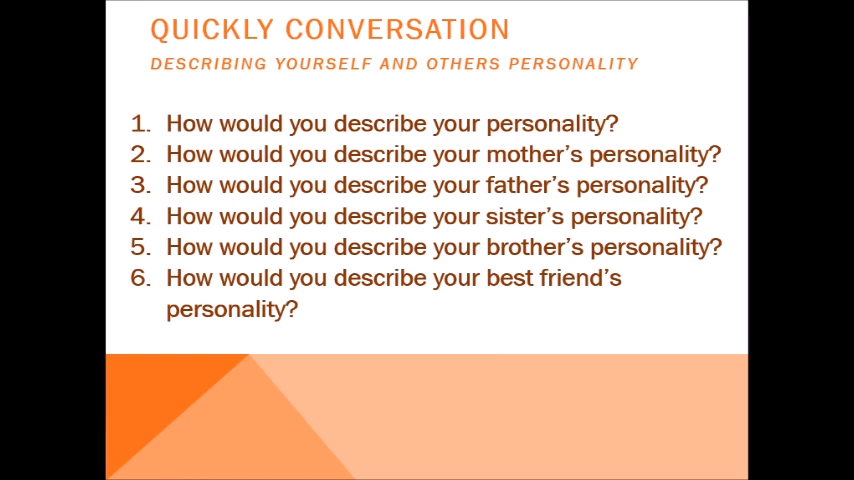 QUICKLY CONVERSATION
DESCRIBING YOURSELF AND OTHERS PERSONALITY
1. How would you describe your personality?
2. How would you describe your mother’s personality?
3. How would you describe your father’s personality?
4. How would you describe your sister’s personality?
5. How would you describe your brother’s personality?
6. How would you describe your best friend’s
personality?